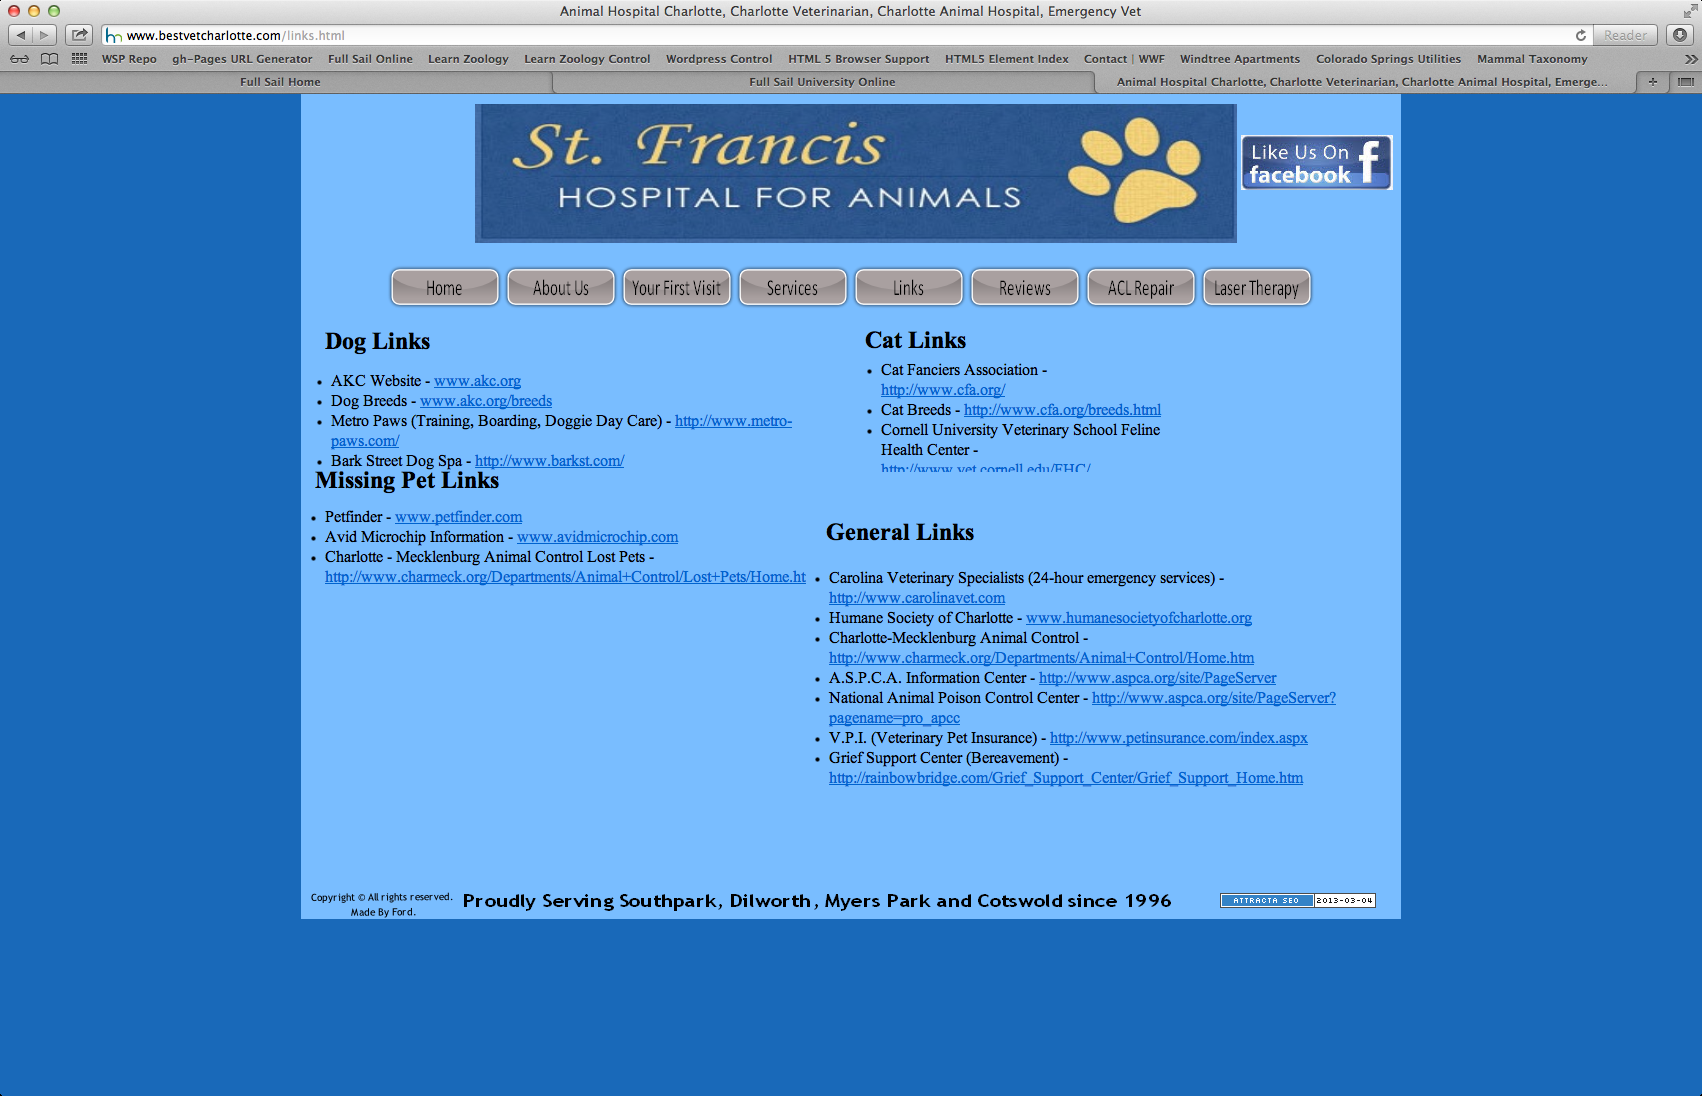 Animal Hospital Charlotte, Charlotte Veterinarian, Charlotte Animal Hospital, Emergency Vet
www.bestvetcharlotte.com/links.html
Reader
WSP Repo gh-Pages URL Generator Full Sail Online Learn Zoology Learn Zoology Control Wordpress Control HTML 5 Browser Support HTML5 Element Index Contact | WWF Windtree Apartments Colorado Springs Utilities Mammal Taxonomy
Full Sail Home Full Sail University Online Animal Hospital Charlotte, Charlotte Veterinarian, Charlotte Animal Hospital, Emerge...
St. Francis
HOSPITAL FOR ANIMALS
Like Us On
facebook
Home About Us Your First Visit Services Links Reviews ACL Repair Laser Therapy
Dog Links
• AKC Website - www.akc.org
• Dog Breeds - www.akc.org/breeds
• Metro Paws (Training, Boarding, Doggie Day Care) - http://www.metro-
paws.com/
• Bark Street Dog Spa - http://www.barkst.com/
Cat Links
• Cat Fanciers Association -
http://www.cfa.org/
• Cat Breeds - http://www.cfa.org/breeds.html
• Cornell University Veterinary School Feline
Health Center -
http://www.vet.cornell.edu/FHC/
Missing Pet Links
• Petfinder - www.petfinder.com
• Avid Microchip Information - www.avidmicrochip.com
• Charlotte - Mecklenburg Animal Control Lost Pets -
http://www.charmeck.org/Departments/Animal+Control/Lost+Pets/Home.ht
General Links
• Carolina Veterinary Specialists (24-hour emergency services) -
http://www.carolinavet.com
• Humane Society of Charlotte - www.humanesocietyofcharlotte.org
• Charlotte-Mecklenburg Animal Control -
http://www.charmeck.org/Departments/Animal+Control/Home.htm
• A.S.P.C.A. Information Center - http://www.aspca.org/site/PageServer
• National Animal Poison Control Center - http://www.aspca.org/site/PageServer?
pagename=pro_apcc
• V.P.I. (Veterinary Pet Insurance) - http://www.petinsurance.com/index.aspx
• Grief Support Center (Bereavement) -
http://rainbowbridge.com/Grief_Support_Center/Grief_Support_Home.htm
Copyright © All rights reserved.
Made By Ford.
Proudly Serving Southpark, Dilworth, Myers Park and Cotswold since 1996
ATTRACTA SEO 2013-03-04